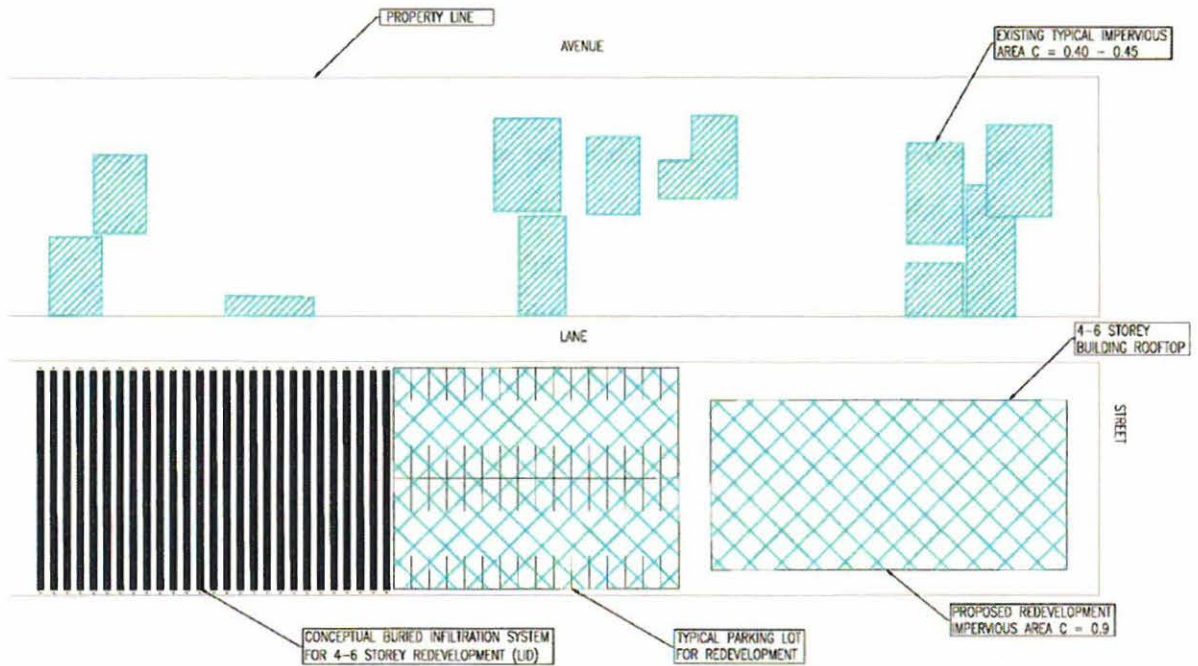 PROPERTY LINE
AVENUE
EXISTING TYPICAL IMPERVIOUS
AREA C = 0.40 - 0.45
LANE
4-6 STOREY
BUILDING ROOFTOP
STREET
CONCEPTUAL BURIED INFILTRATION SYSTEM
FOR 4-6 STOREY REDEVELOPMENT (LID)
TYPICAL PARKING LOT
FOR REDEVELOPMENT
PROPOSED REDEVELOPMENT
IMPERVIOUS AREA C = 0.9